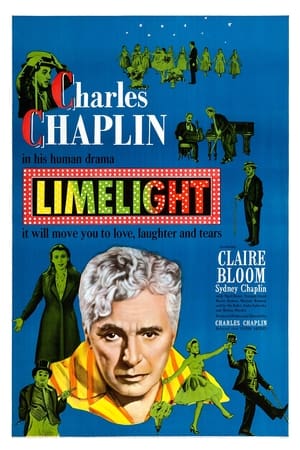 Charles
CHAPLIN
in his human drama
LIMELIGHT
it will move you to love, laughter and tears
CLAIRE
BLOOM
Sydney Chaplin
CHARLES CHAPLIN